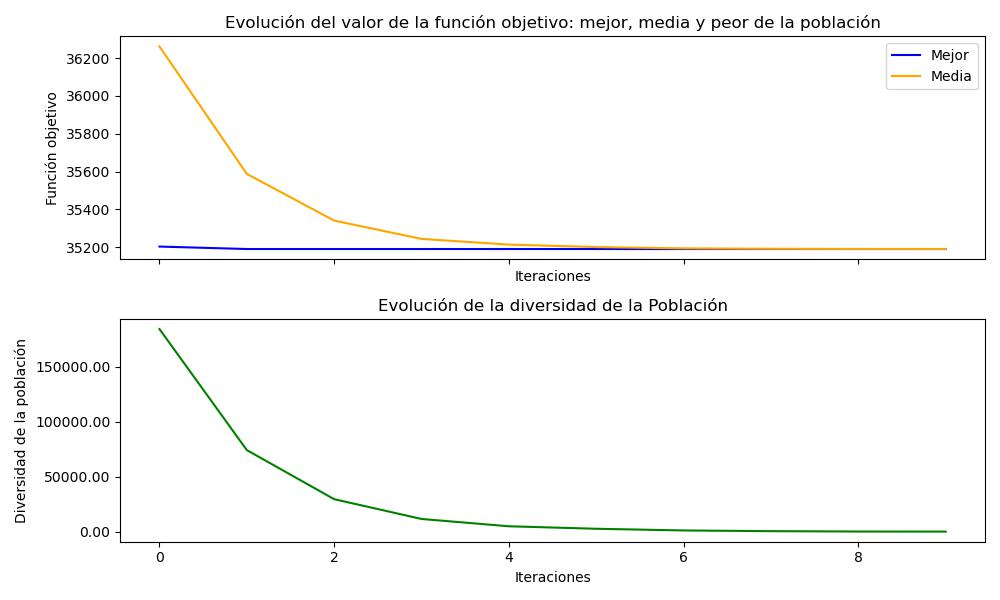 Evolución del valor de la función objetivo: mejor, media y peor de la población
Función objetivo
36200
36000
35800
35600
35400
35200
Mejor
Media
Iteraciones
Evolución de la diversidad de la Población
Diversidad de la población
150000.00
100000.00
50000.00
0.00
0 2 4 6 8
Iteraciones